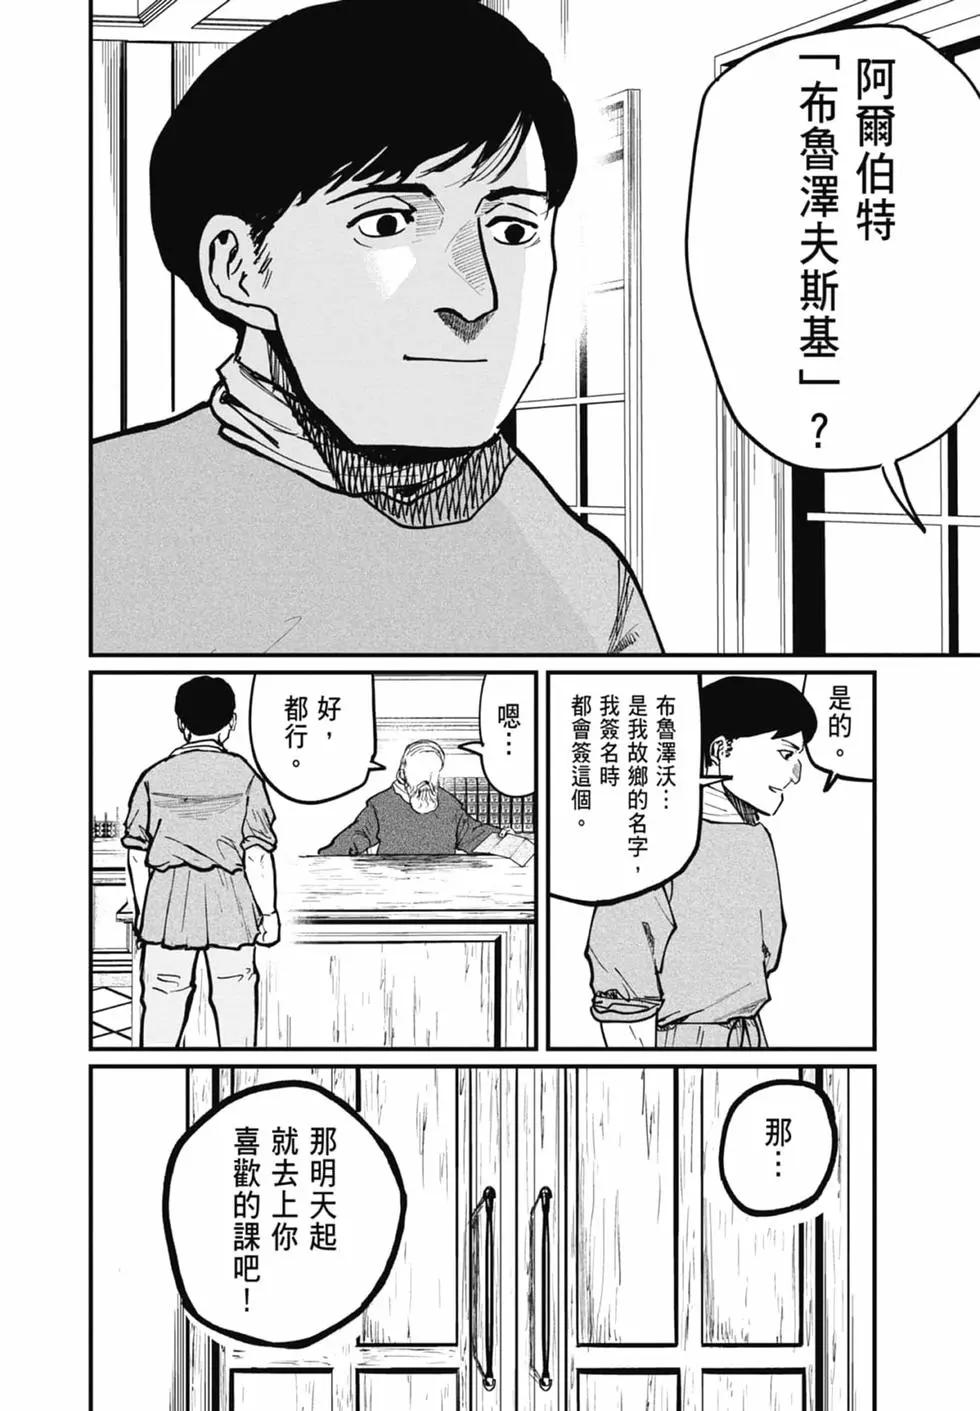 阿爾伯特
「布魯澤夫斯基」?
是的。
布魯澤沃…
是我故鄉的名字，
我簽名時
都會簽這個。
嗯…
好，
都行。
那…
那明天起
就去上你
喜歡的課吧！